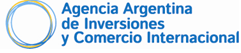 Agencia Argentina
de Inversiones
y Comercio Internacional